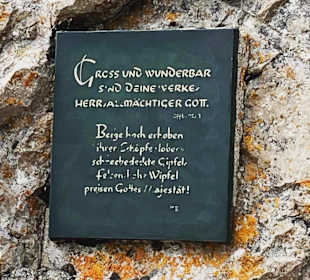 GROSS UND WUNDERBAR
SIND DEINE WERKE
HERR, ALLMÄCHTIGER GOTT.
Berge hoch erhoben
ihren Schöpfer loben
schneebedeckte Gipfel
Wipfel
preisen Gottes Majestät!